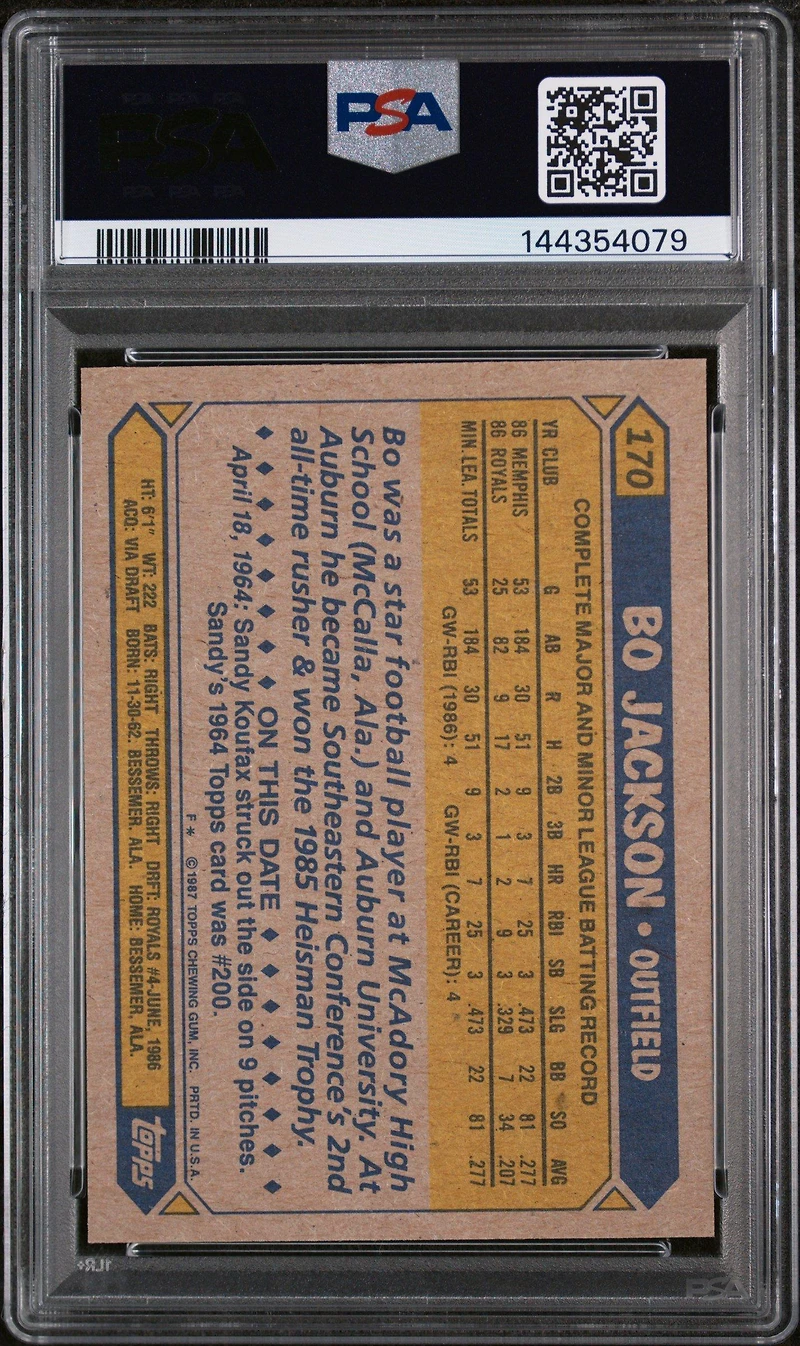 PSA
PSA
PSA PSA PSA
144354079
170
BO JACKSON • OUTFIELD
COMPLETE MAJOR AND MINOR LEAGUE BATTING RECORD
YR CLUB G AB R H 2B 3B HR RBI SB SLG BB SO AVG
86 MEMPHIS 53 184 30 51 9 3 7 25 3 .473 22 81 .277
86 ROYALS 25 82 9 17 2 1 2 9 3 .329 7 34 .207
MIN. LEA. TOTALS 53 184 30 51 9 3 7 25 3 .473 22 81 .277
GW-RBI (1986): 4 GW-RBI (CAREER): 4
Bo was a star football player at McAdory High
School (McCalla, Ala.) and Auburn University. At
Auburn he became Southeastern Conference's 2nd
all-time rusher & won the 1985 Heisman Trophy.
♦ ♦ ♦ ♦ ♦ ♦ ♦ ♦ ON THIS DATE ♦ ♦ ♦ ♦ ♦ ♦ ♦ ♦
April 18, 1964: Sandy Koufax struck out the side on 9 pitches.
Sandy's 1964 Topps card was #200.
F* ©1987 TOPPS CHEWING GUM, INC. PRTD. IN U.S.A.
HT: 6'1" WT: 222 BATS: RIGHT THROWS: RIGHT DRFT: ROYALS #4-JUNE, 1986
ACQ: VIA DRAFT BORN: 11-30-62, BESSEMER, ALA. HOME: BESSEMER, ALA.
TOPPS
PSA